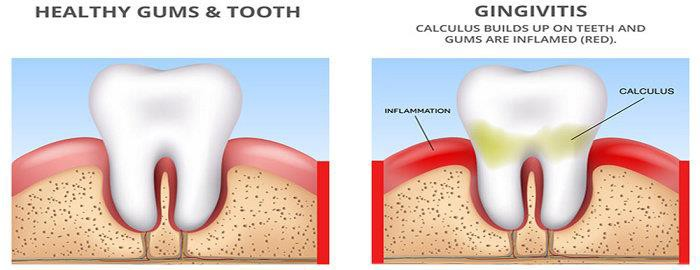 HEALTHY GUMS & TOOTH
GINGIVITIS
CALCULUS BUILDS UP ON TEETH AND
GUMS ARE INFLAMED (RED).
CALCULUS
INFLAMMATION